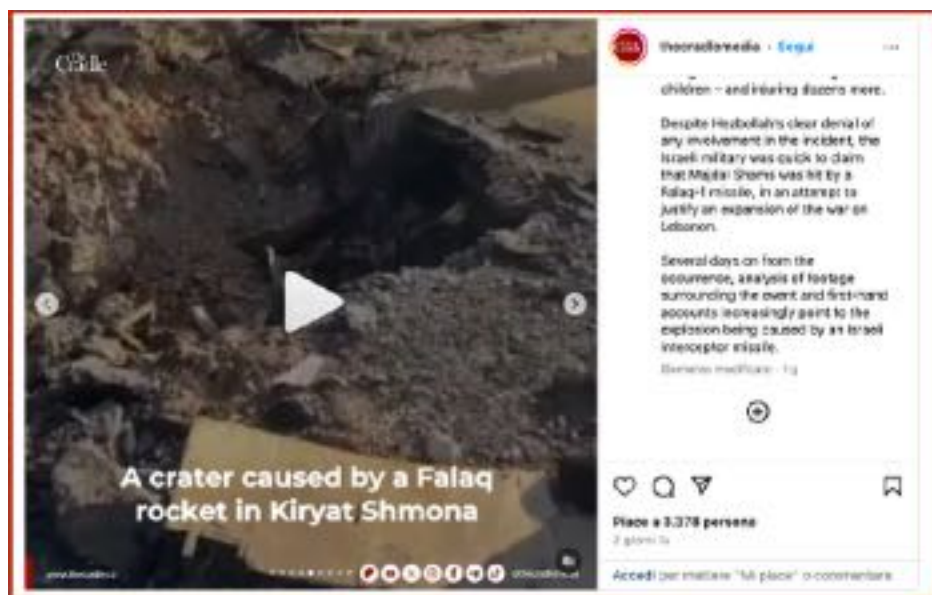 The Cradle
A crater caused by a Falaq
rocket in Kiryat Shmona
thecradlemedia · Segui
children – and injuring dozens more.
Despite Hezbollah's clear denial of
any involvement in the incident, the
Israeli military was quick to claim
that Majdal Shams was hit by a
Falaq-1 missile, in an attempt to
justify an expansion of the war on
Lebanon.
Several days on from the
occurrence, analysis of footage
surrounding the event and first-hand
accounts increasingly point to the
explosion being caused by an Israeli
interceptor missile.
Elemento modificato · 1 g
Piace a 3.378 persone
2 giorni fa
Accedi per mettere "Mi piace" o commentare